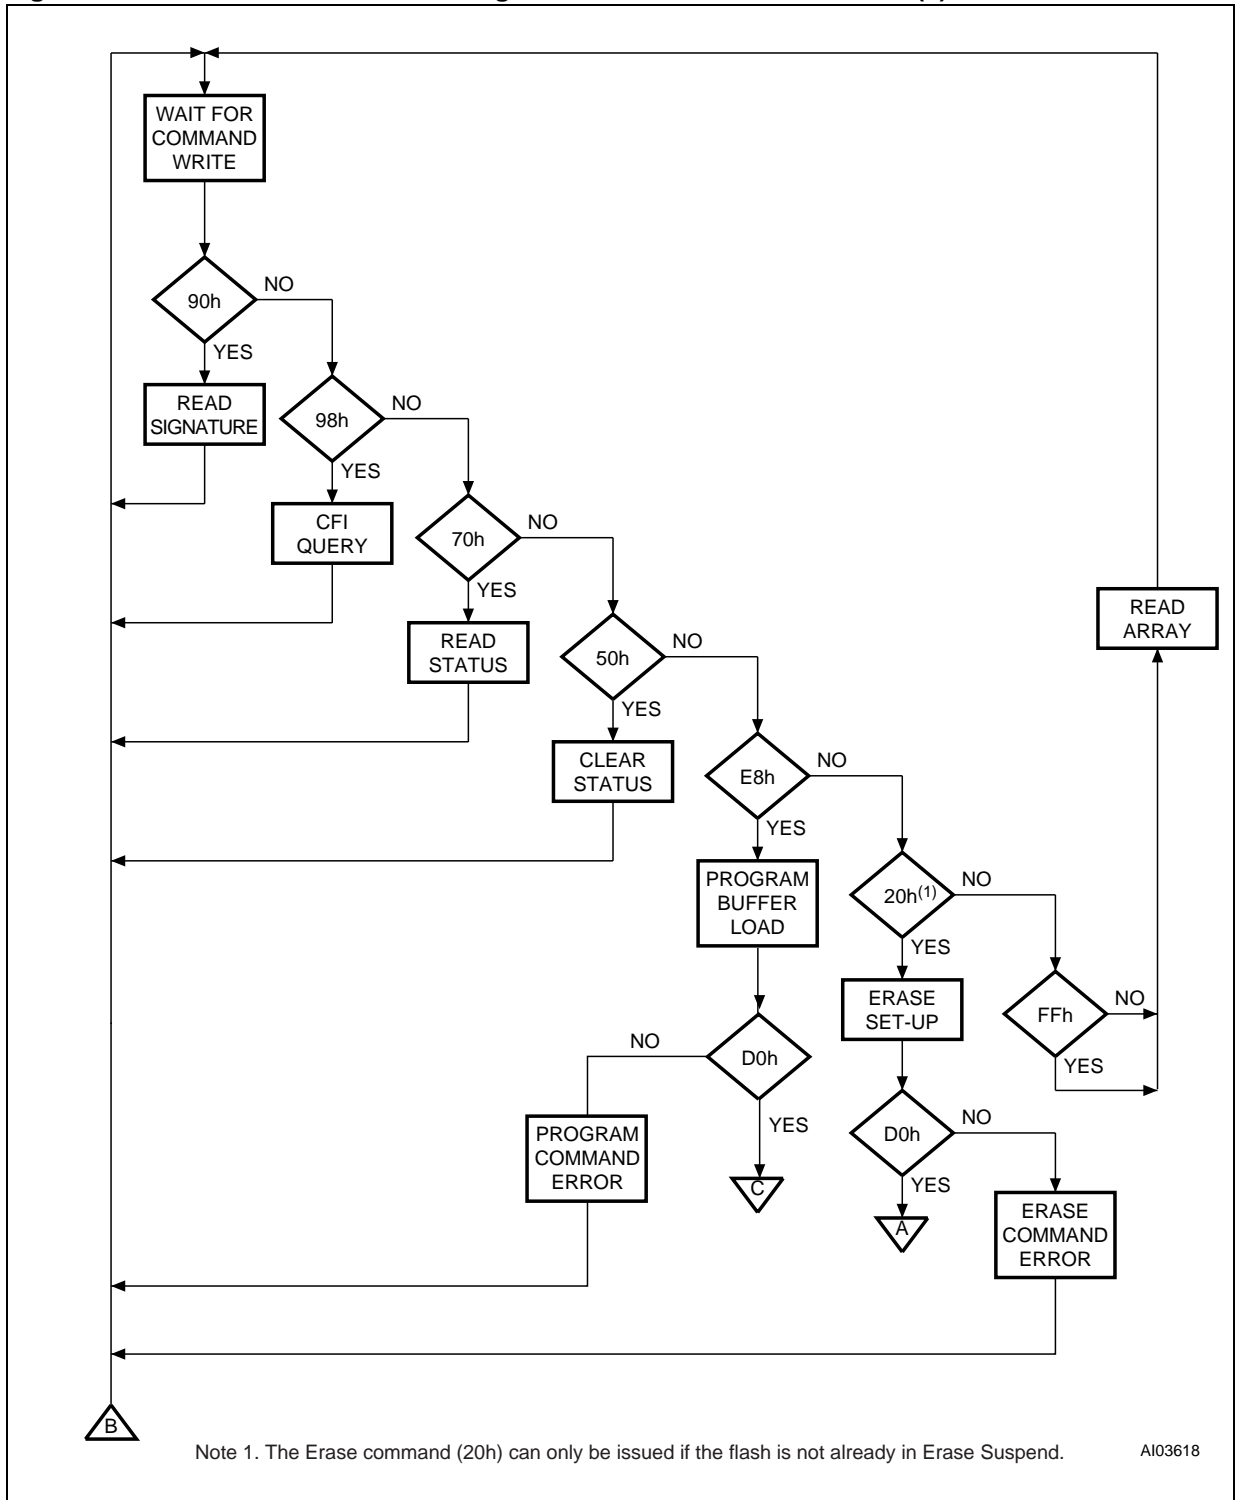 WAIT FOR
COMMAND
WRITE
90h
NO
YES
READ
SIGNATURE
98h
NO
YES
CFI
QUERY
70h
NO
YES
READ
STATUS
50h
NO
YES
CLEAR
STATUS
READ
ARRAY
E8h
NO
YES
PROGRAM
BUFFER
LOAD
20h(1)
NO
YES
ERASE
SET-UP
FFh
NO
YES
D0h
NO
YES
PROGRAM
COMMAND
ERROR
C
D0h
NO
YES
A
ERASE
COMMAND
ERROR
B
Note 1. The Erase command (20h) can only be issued if the flash is not already in Erase Suspend.
AI03618